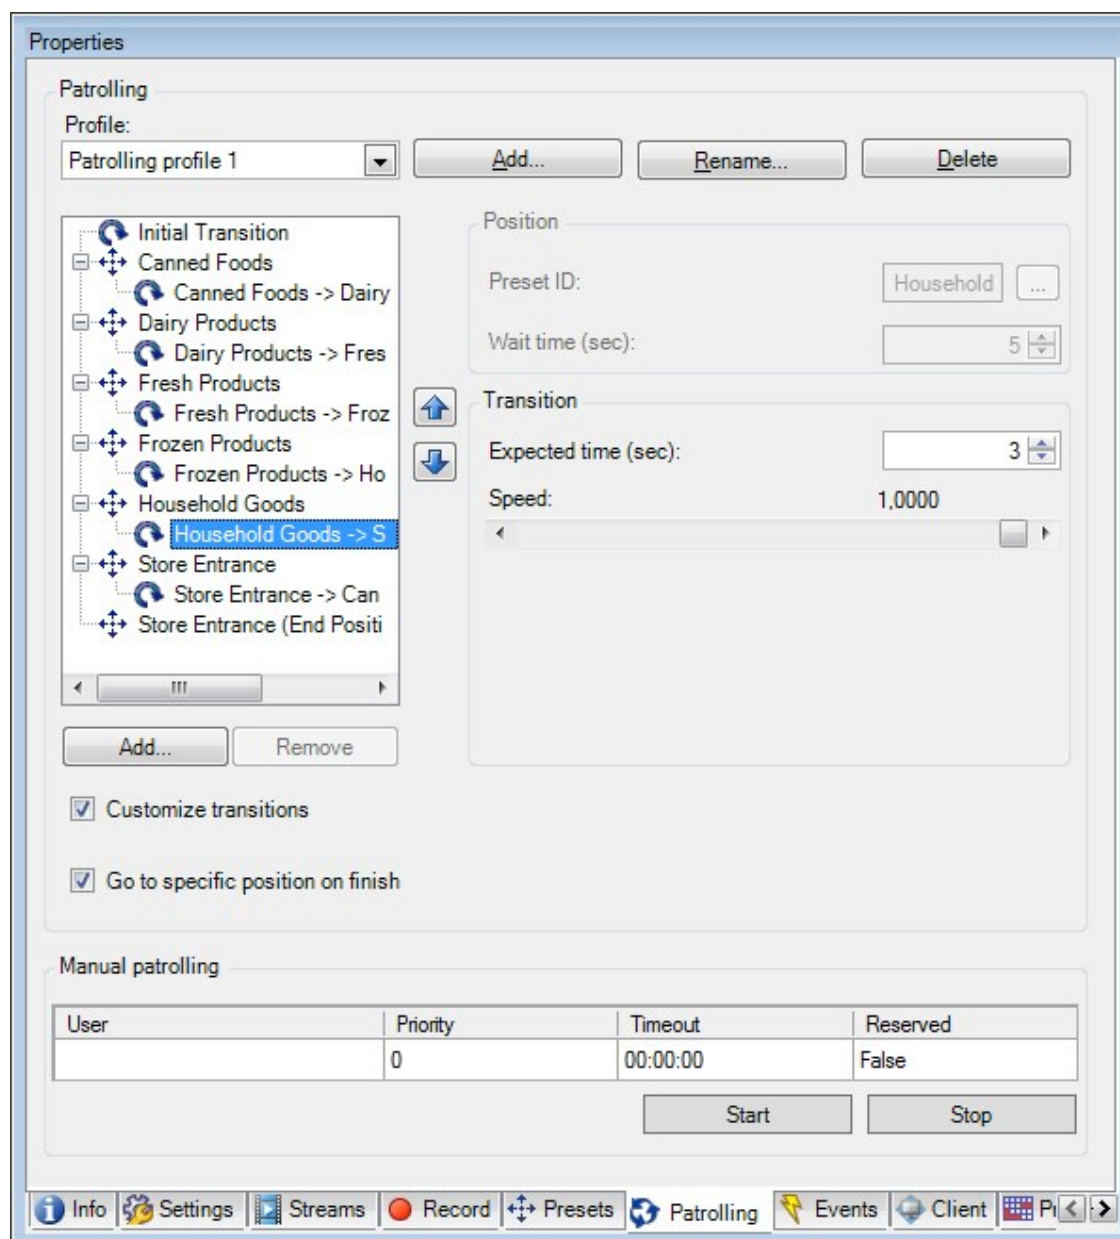 Properties
Patrolling
Profile:
Patrolling profile 1
Add...
Rename...
Delete
Initial Transition
Canned Foods
Canned Foods -> Dairy
Dairy Products
Dairy Products -> Fres
Fresh Products
Fresh Products -> Froz
Frozen Products
Frozen Products -> Ho
Household Goods
Household Goods -> S
Store Entrance
Store Entrance -> Can
Store Entrance (End Positi
Position
Preset ID:
Household
...
Wait time (sec):
5
Transition
Expected time (sec):
3
Speed:
1,0000
Add...
Remove
Customize transitions
Go to specific position on finish
Manual patrolling
User Priority Timeout Reserved
0 00:00:00 False
Start
Stop
Info Settings Streams Record Presets Patrolling Events Client